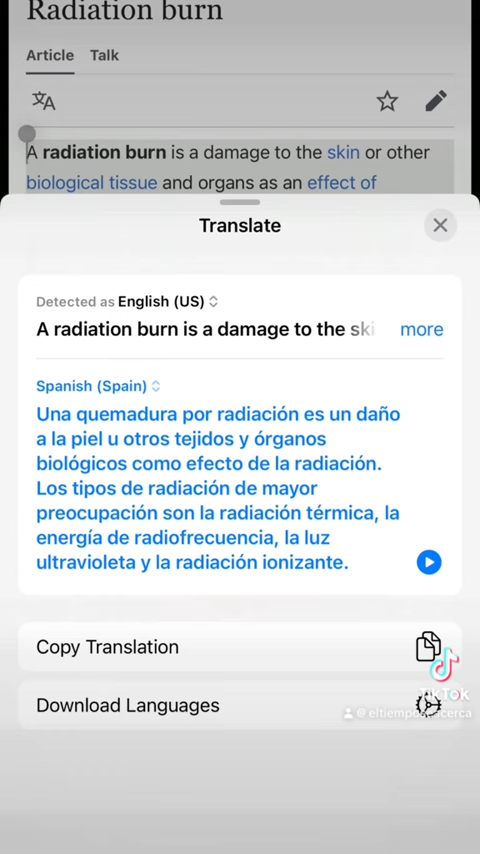 Radiation burn
Article Talk
A radiation burn is a damage to the skin or other
biological tissue and organs as an effect of
Translate
Detected as English (US)
A radiation burn is a damage to the ski more
Spanish (Spain)
Una quemadura por radiación es un daño
a la piel u otros tejidos y órganos
biológicos como efecto de la radiación.
Los tipos de radiación de mayor
preocupación son la radiación térmica, la
energía de radiofrecuencia, la luz
ultravioleta y la radiación ionizante.
Copy Translation
TikTok
Download Languages